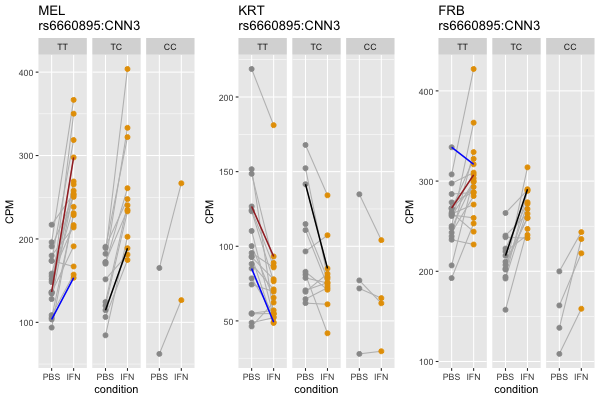 MEL
rs6660895:CNN3
TT TC CC
400
300
200
100
CPM
PBS IFN PBS IFN PBS IFN
condition
KRT
rs6660895:CNN3
TT TC CC
200
150
100
50
CPM
PBS IFN PBS IFN PBS IFN
condition
FRB
rs6660895:CNN3
TT TC CC
400
300
200
100
CPM
PBS IFN PBS IFN PBS IFN
condition